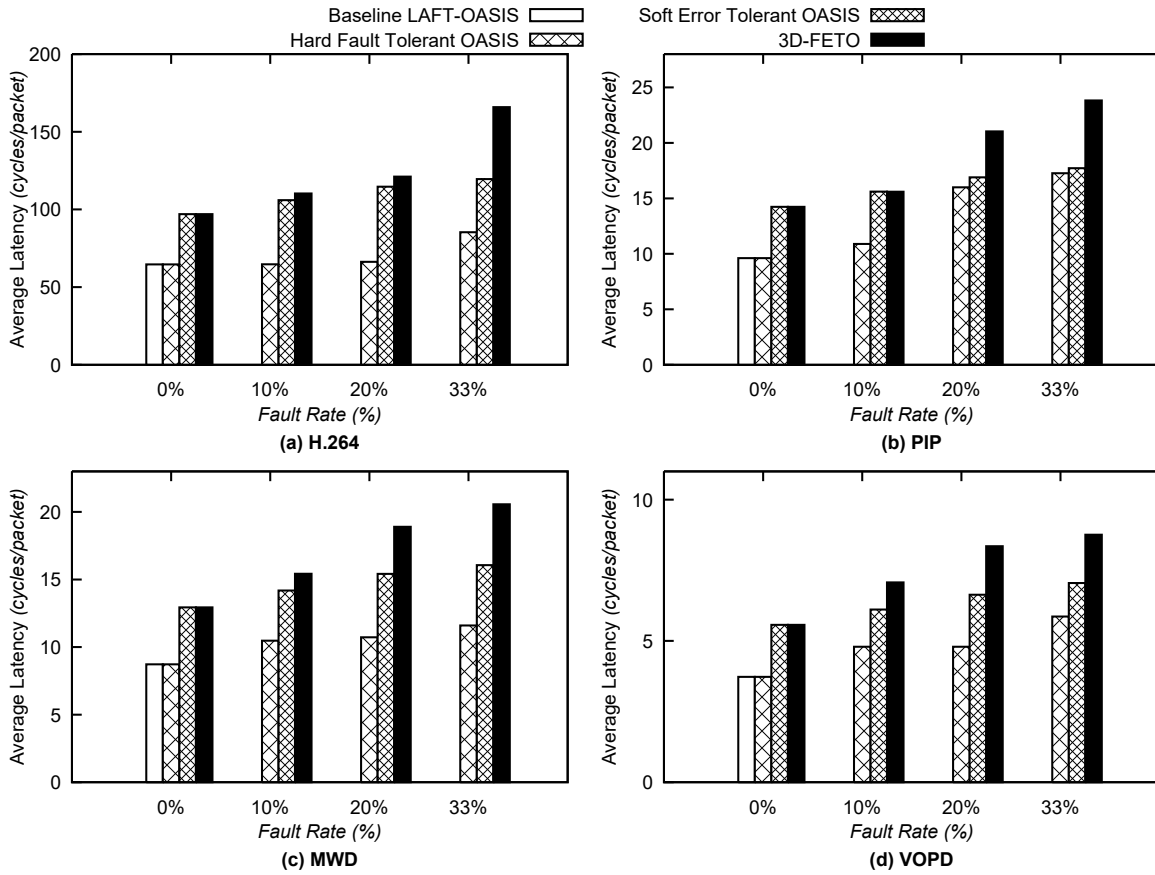 Baseline LAFT-OASIS
Hard Fault Tolerant OASIS
Soft Error Tolerant OASIS
3D-FETO
Average Latency (cycles/packet)
200
150
100
50
0
0% 10% 20% 33%
Fault Rate (%)
(a) H.264
Average Latency (cycles/packet)
25
20
15
10
5
0
0% 10% 20% 33%
Fault Rate (%)
(b) PIP
Average Latency (cycles/packet)
20
15
10
5
0
0% 10% 20% 33%
Fault Rate (%)
(c) MWD
Average Latency (cycles/packet)
10
5
0
0% 10% 20% 33%
Fault Rate (%)
(d) VOPD